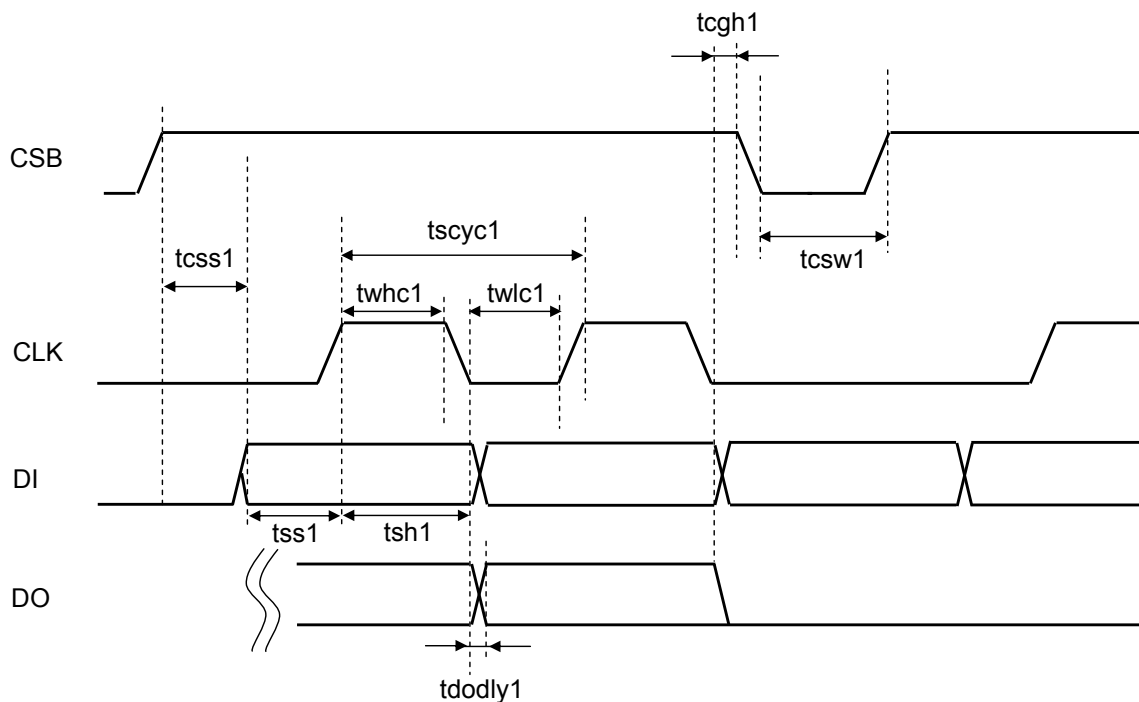 tcgh1
CSB
tscyc1
tcss1
tcsw1
twhc1
twlc1
CLK
DI
tss1
tsh1
DO
tdodly1